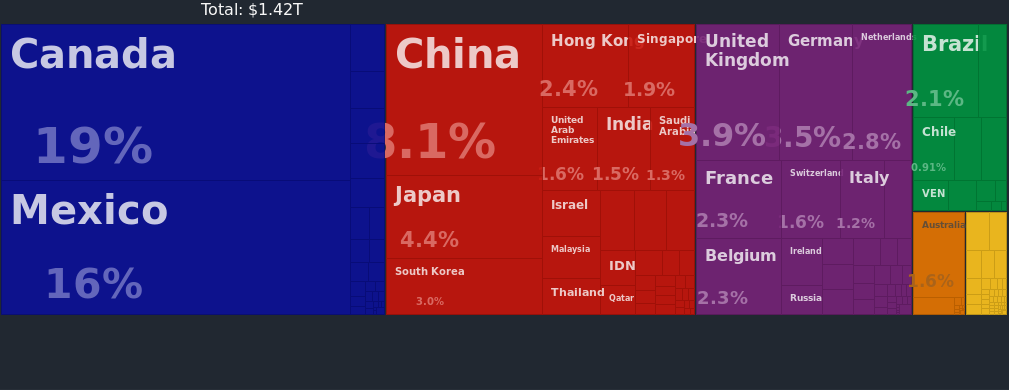 Total: $1.42T
Canada
19%
Mexico
16%
China
8.1%
Japan
4.4%
South Korea
3.0%
Hong Kong
2.4%
Singapore
1.9%
United
Arab
Emirates
1.6%
India
1.5%
Saudi
Arabia
1.3%
Israel
Malaysia
Thailand
IDN
Qatar
United
Kingdom
3.9%
Germany
3.5%
Netherlands
2.8%
France
2.3%
Switzerland
1.6%
Italy
1.2%
Belgium
2.3%
Ireland
Russia
Brazil
2.1%
Chile
0.91%
VEN
Australia
1.6%